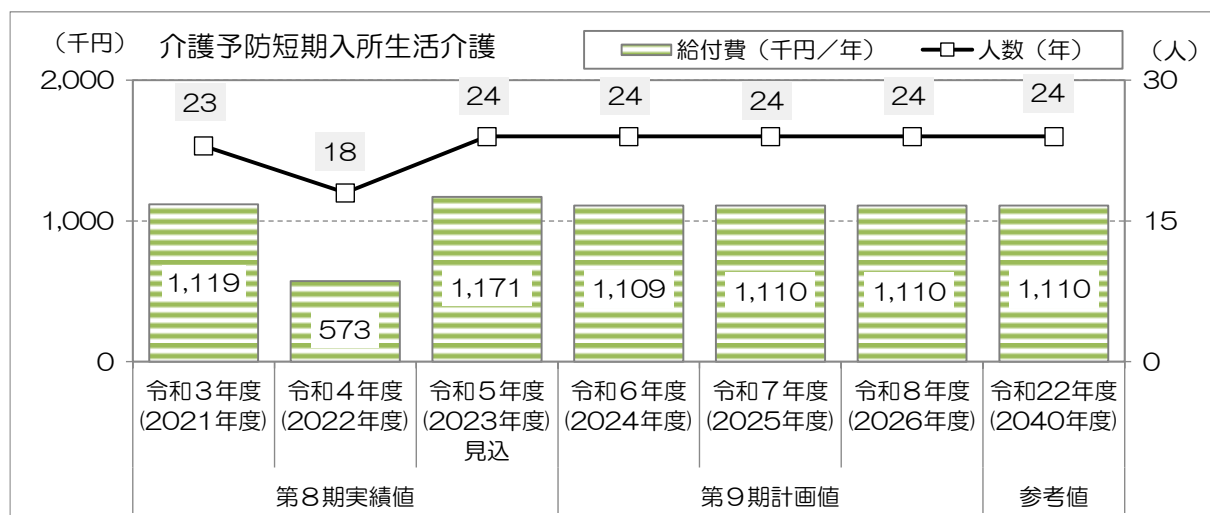 （千円） 介護予防短期入所生活介護 給付費（千円／年） 人数（年） （人）
2,000 30
23 18 24 24 24 24 24
1,000 15
1,119 573 1,171 1,109 1,110 1,110 1,110
0 0
令和３年度 令和４年度 令和５年度 令和６年度 令和７年度 令和８年度 令和22年度
(2021年度) (2022年度) (2023年度) (2024年度) (2025年度) (2026年度) (2040年度)
見込
第８期実績値 第９期計画値 参考値